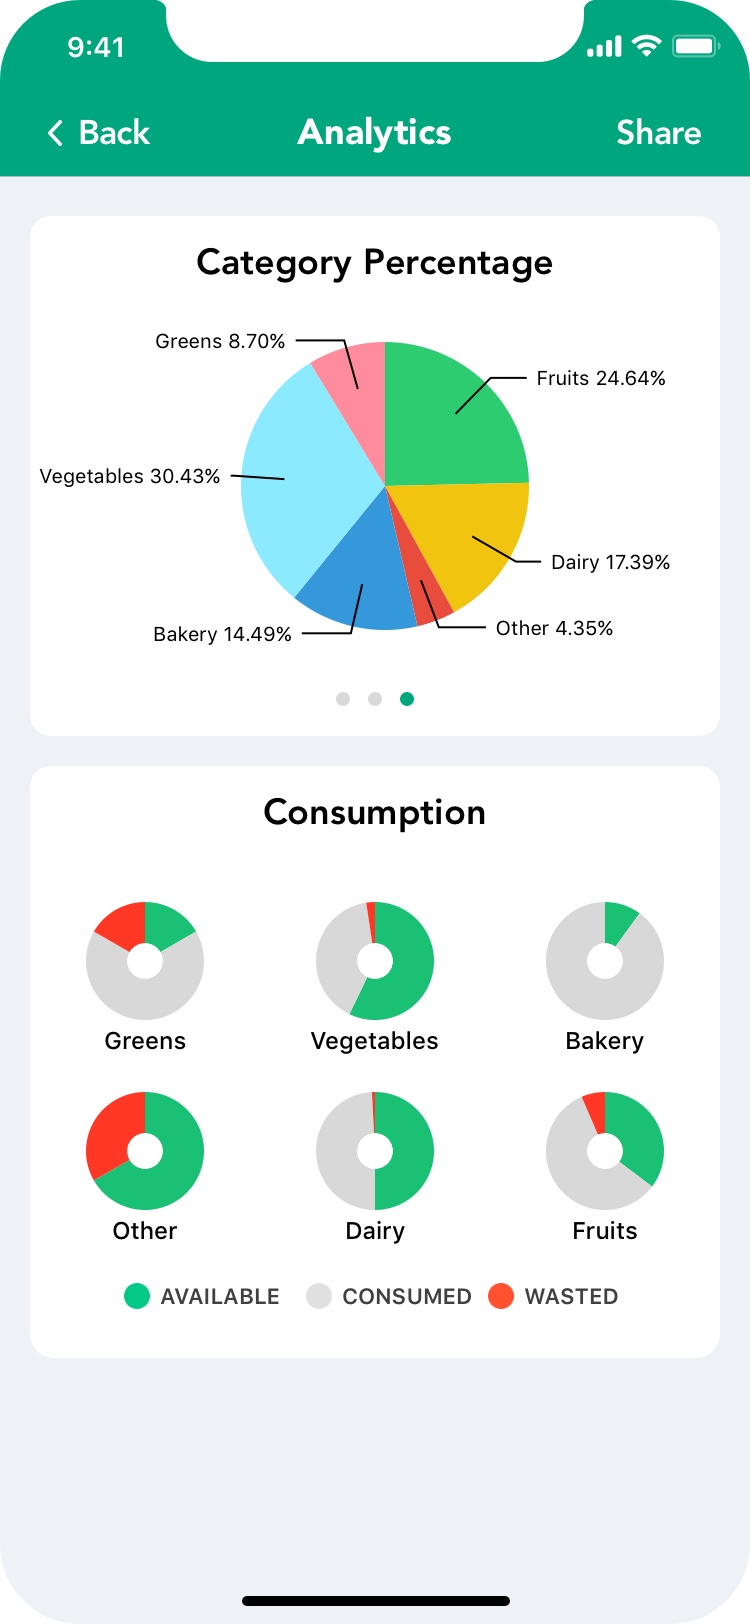 9:41
Back Analytics Share
Category Percentage
Greens 8.70%
Fruits 24.64%
Vegetables 30.43%
Dairy 17.39%
Other 4.35%
Bakery 14.49%
Consumption
Greens Vegetables Bakery
Other Dairy Fruits
AVAILABLE CONSUMED WASTED